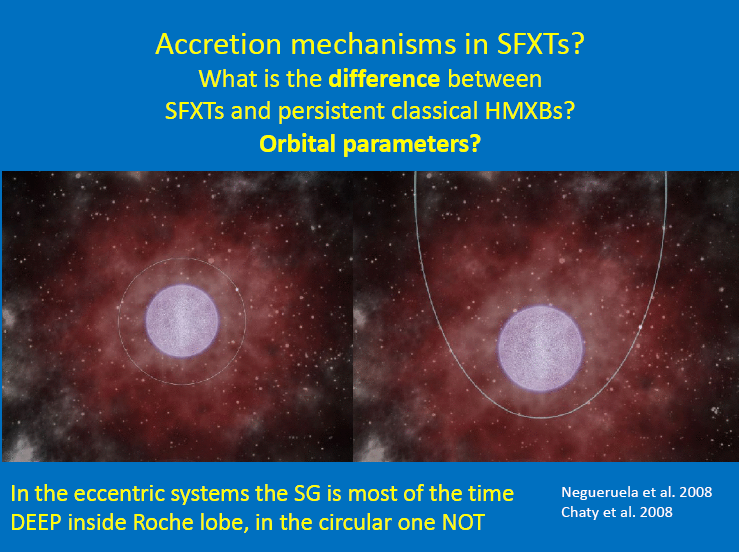 Accretion mechanisms in SFXTs?
What is the difference between
SFXTs and persistent classical HMXBs?
Orbital parameters?
In the eccentric systems the SG is most of the time
DEEP inside Roche lobe, in the circular one NOT
Negueruela et al. 2008
Chaty et al. 2008